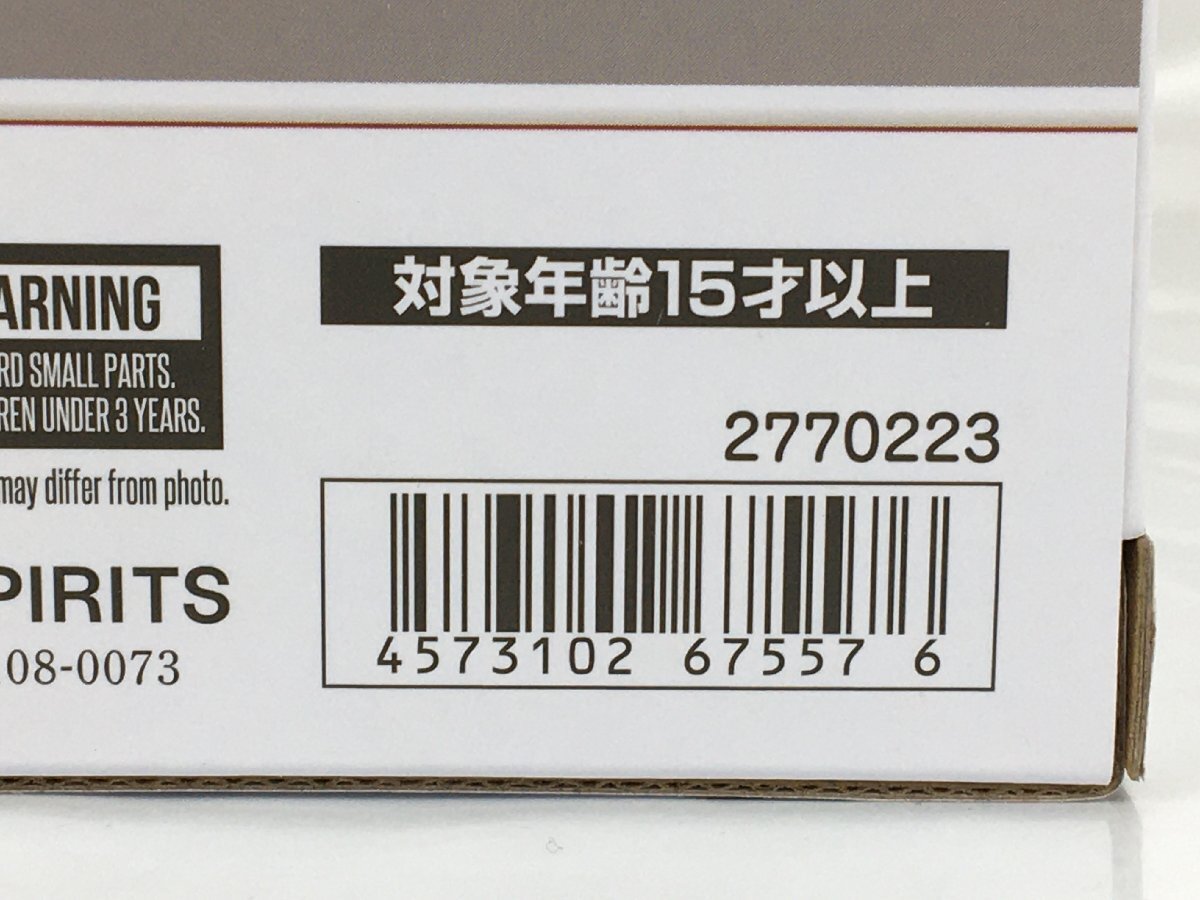 ARNING
RD SMALL PARTS.
REN UNDER 3 YEARS.
may differ from photo.
PIRITS
08-0073
対象年齢15才以上
2770223
4573102 67557 6